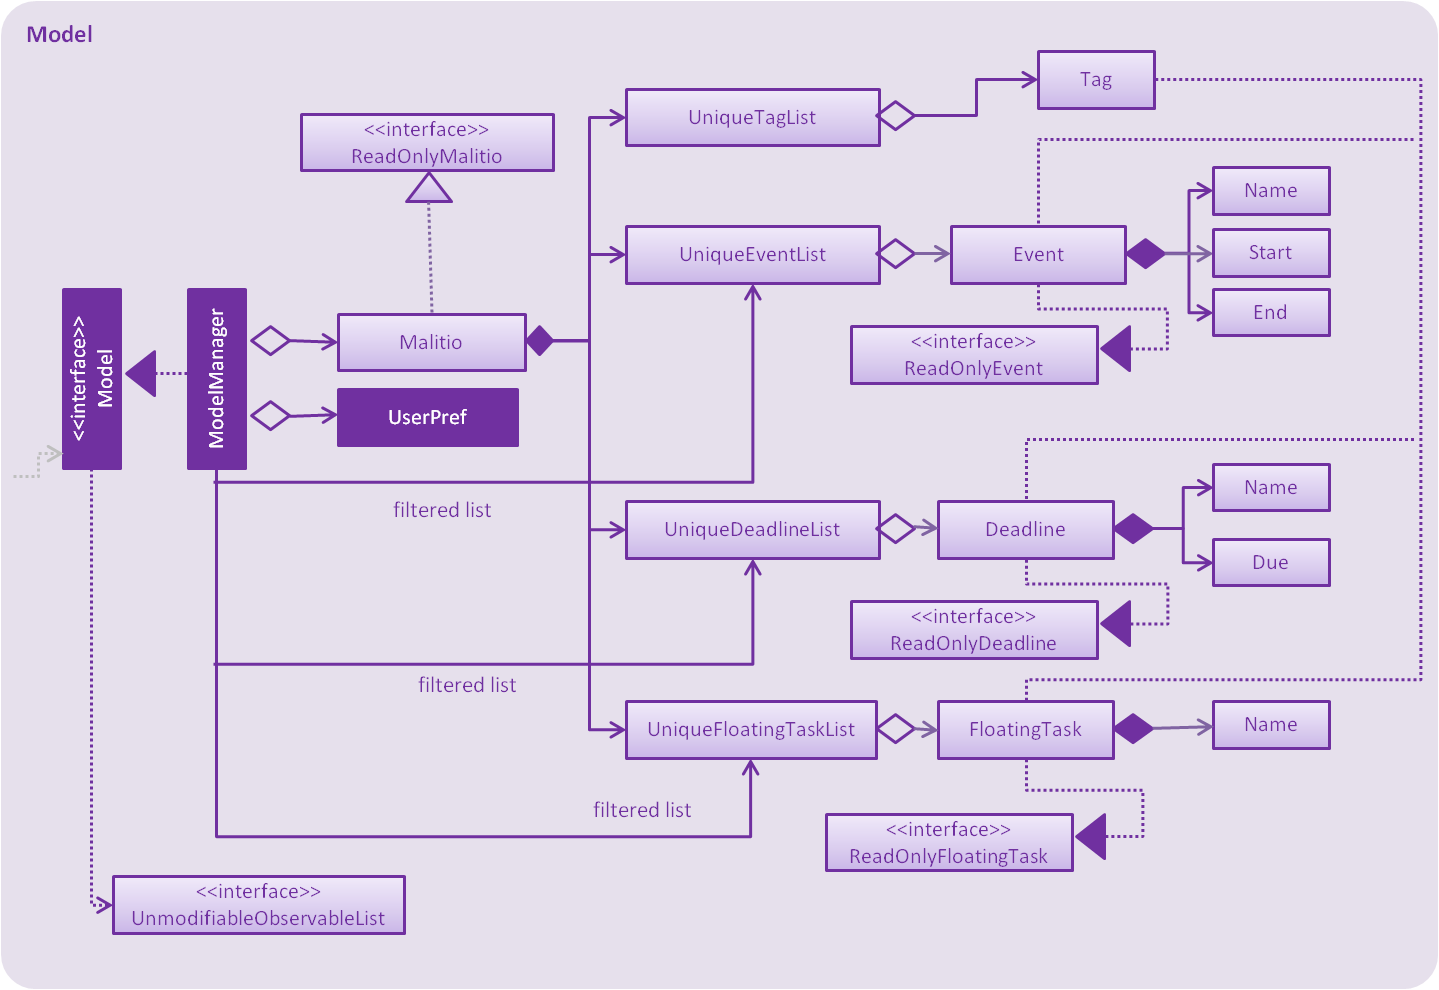 Model
Tag
UniqueTagList
<<interface>>
ReadOnlyMalitio
Name
UniqueEventList
Event
Start
End
<<interface>>
Model
ModelManager
Malitio
<<interface>>
ReadOnlyEvent
UserPref
filtered list
Name
UniqueDeadlineList
Deadline
Due
<<interface>>
ReadOnlyDeadline
filtered list
UniqueFloatingTaskList
FloatingTask
Name
filtered list
<<interface>>
ReadOnlyFloatingTask
<<interface>>
UnmodifiableObservableList